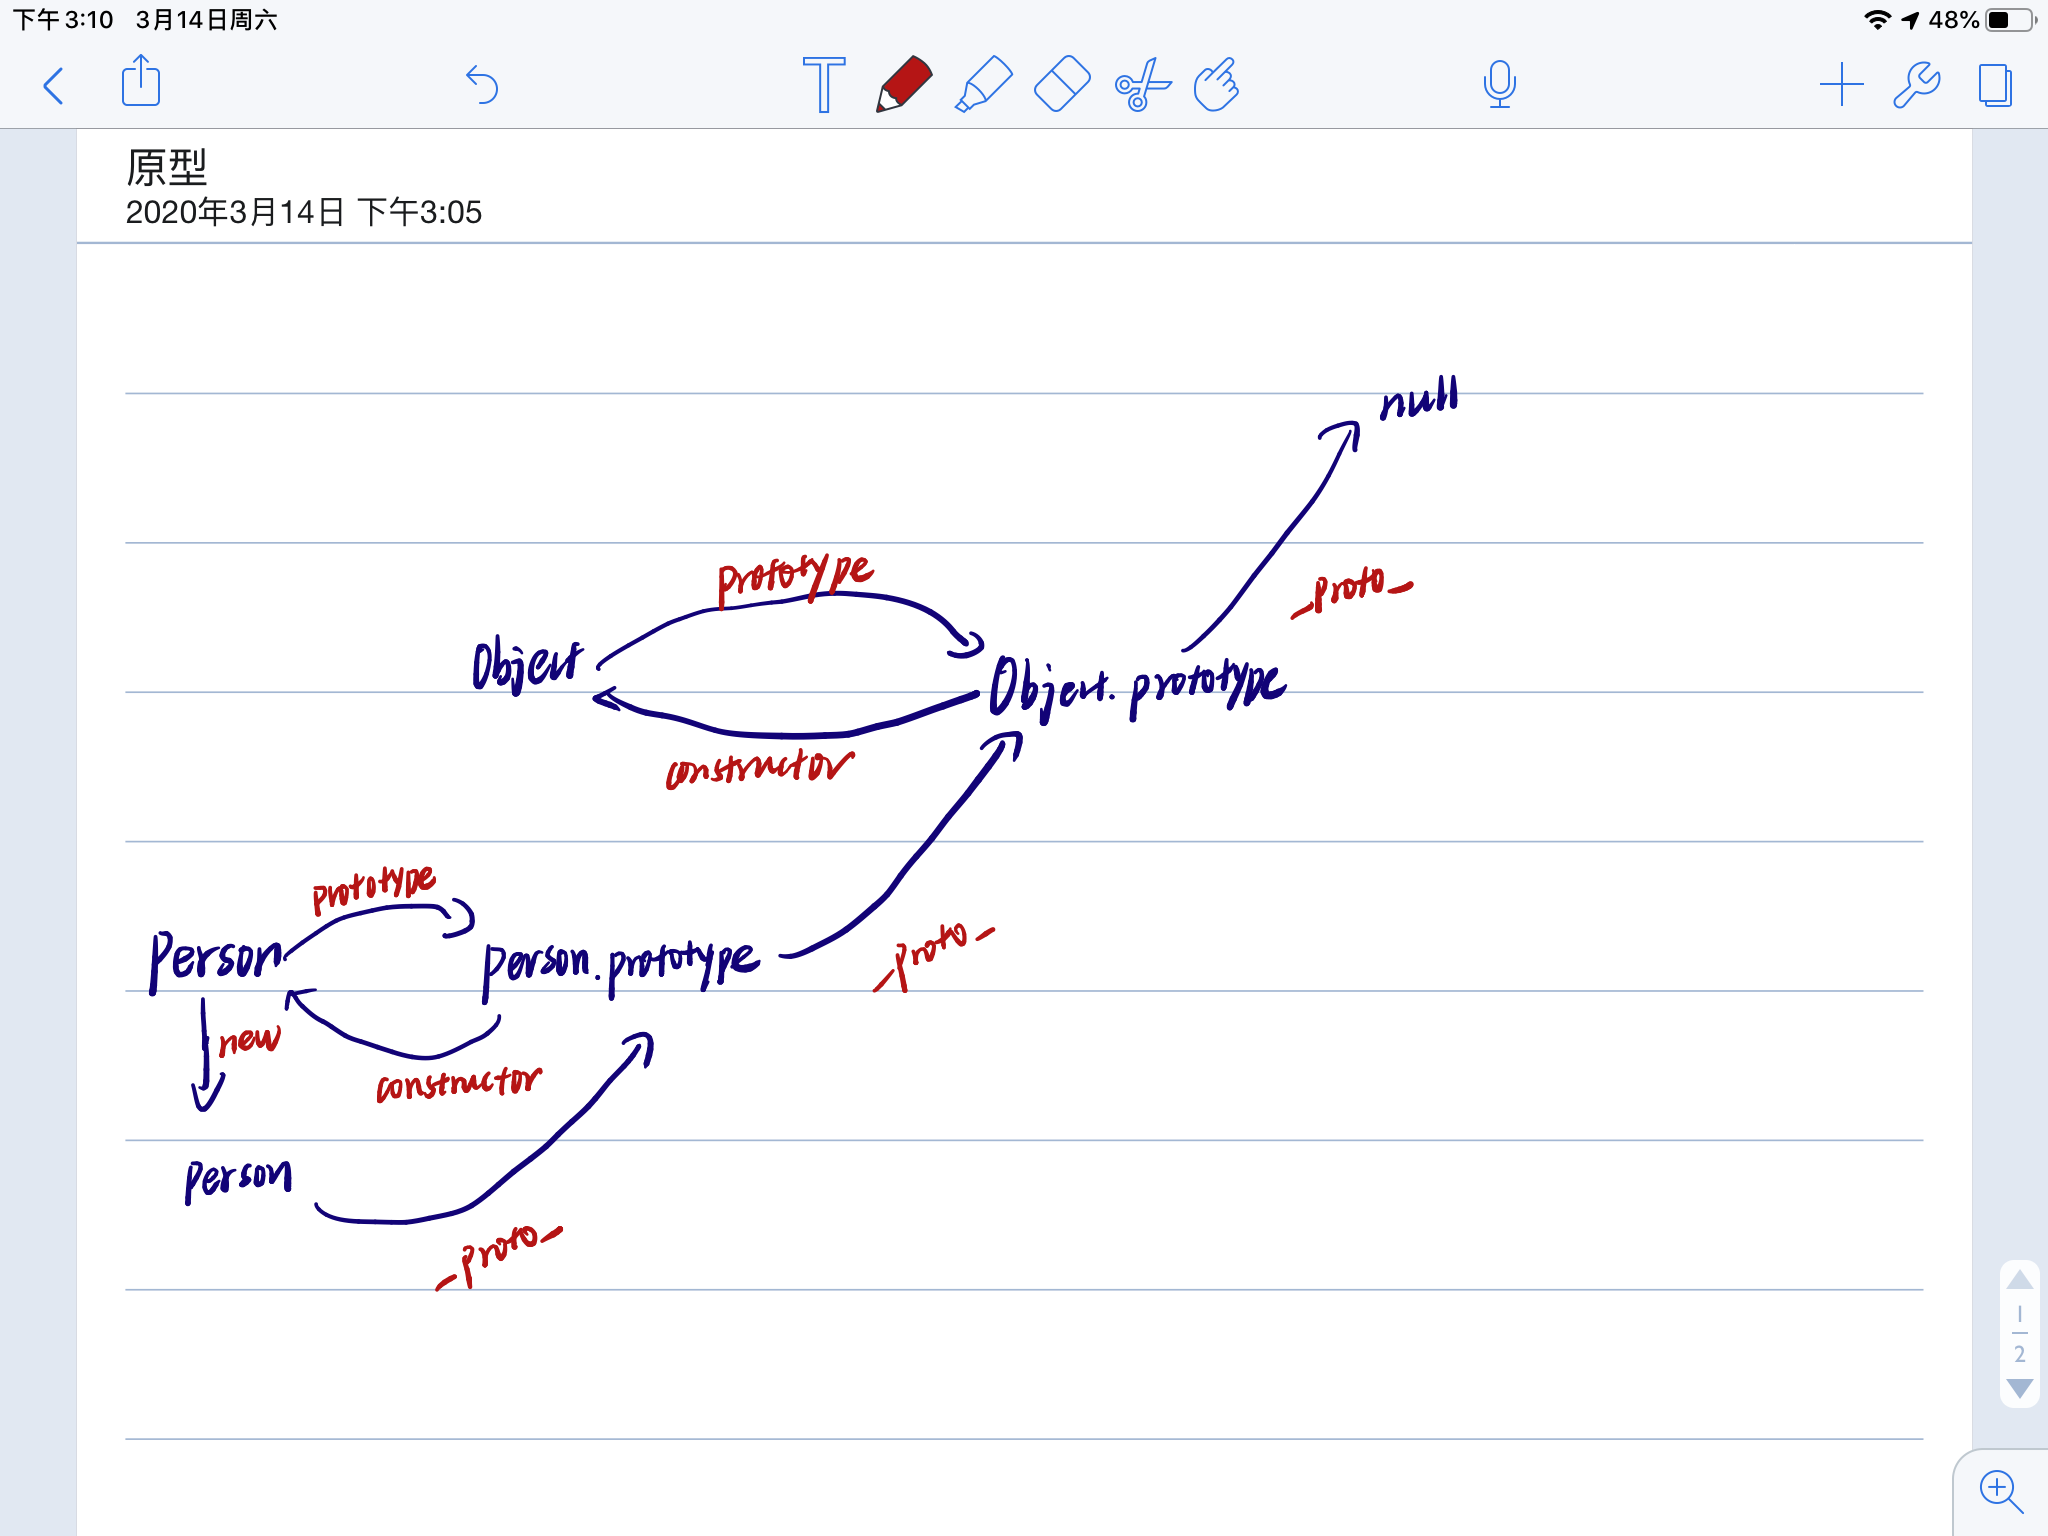 下午3:10 3月14日周六
48%
T
原型
2020年3月14日 下午3:05
null
prototype
_proto_
Object
Object.prototype
constructor
prototype
Person
person.prototype
_proto_
new
constructor
person
_proto_
1
2